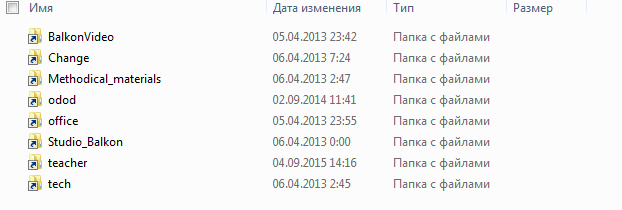 Имя Дата изменения Тип Размер
BalkonVideo 05.04.2013 23:42 Папка с файлами
Change 06.04.2013 7:24 Папка с файлами
Methodical_materials 06.04.2013 2:47 Папка с файлами
odod 02.09.2014 11:41 Папка с файлами
office 05.04.2013 23:55 Папка с файлами
Studio_Balkon 06.04.2013 0:00 Папка с файлами
teacher 04.09.2015 14:16 Папка с файлами
tech 06.04.2013 2:45 Папка с файлами